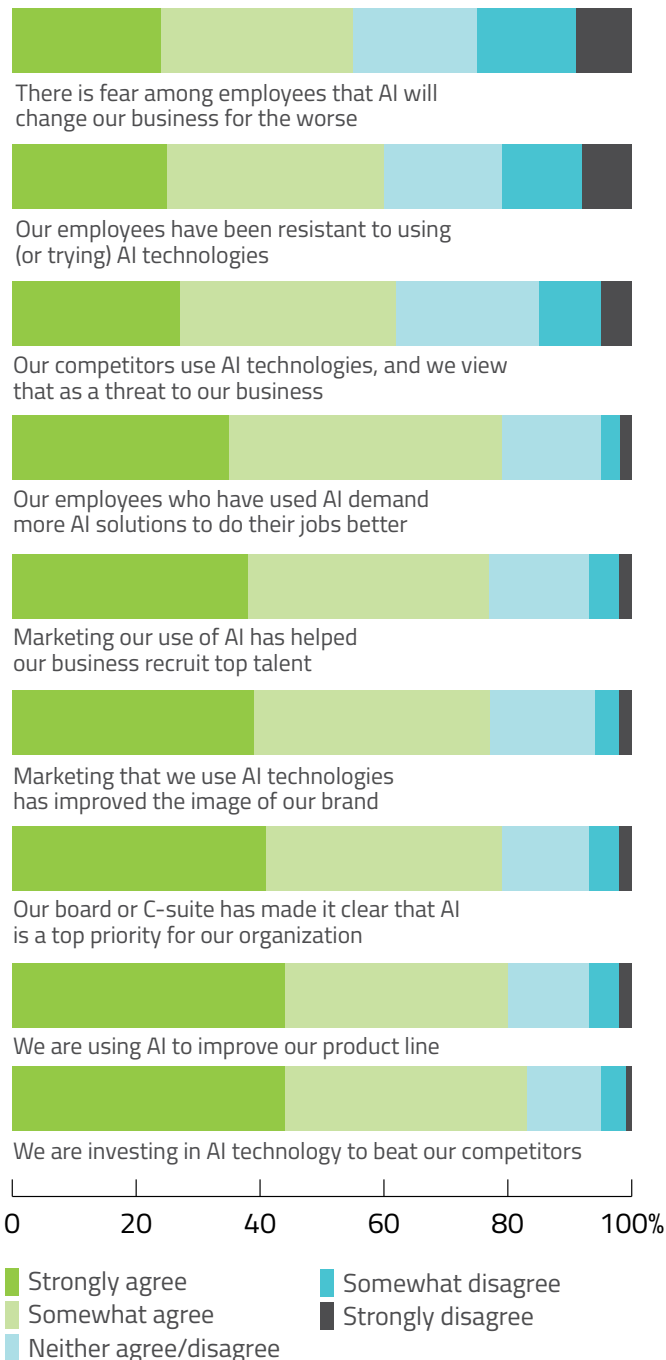 There is fear among employees that AI will
change our business for the worse
Our employees have been resistant to using
(or trying) AI technologies
Our competitors use AI technologies, and we view
that as a threat to our business
Our employees who have used AI demand
more AI solutions to do their jobs better
Marketing our use of AI has helped
our business recruit top talent
Marketing that we use AI technologies
has improved the image of our brand
Our board or C-suite has made it clear that AI
is a top priority for our organization
We are using AI to improve our product line
We are investing in AI technology to beat our competitors
0 20 40 60 80 100%
Strongly agree
Somewhat agree
Neither agree/disagree
Somewhat disagree
Strongly disagree